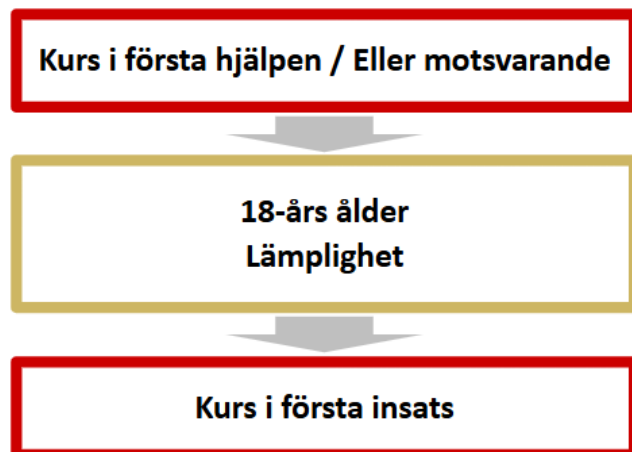 Kurs i första hjälpen / Eller motsvarande
18-års ålder
Lämplighet
Kurs i första insats